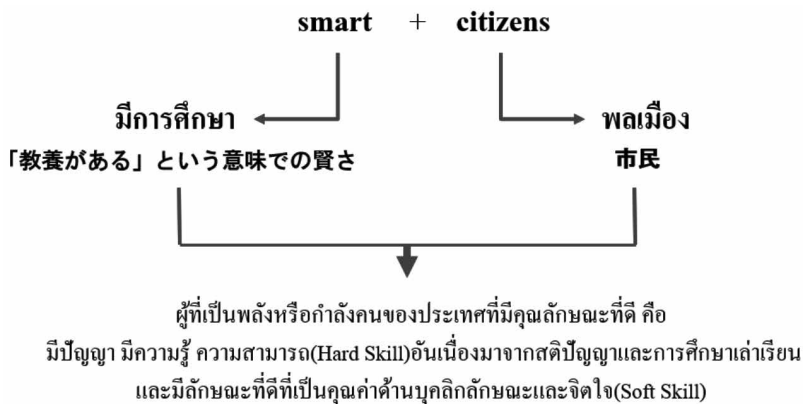 smart + citizens
มีการศึกษา พลเมือง
「教養がある」という意味での賢さ 市民
ผู้ที่เป็นพลังหรือกำลังคนของประเทศที่มีคุณลักษณะที่ดี คือ
มีปัญญา มีความรู้ ความสามารถ(Hard Skill)อันเนื่องมาจากสติปัญญาและการศึกษาเล่าเรียน
และมีลักษณะที่ดีที่เป็นคุณค่าด้านบุคลิกลักษณะและจิตใจ(Soft Skill)